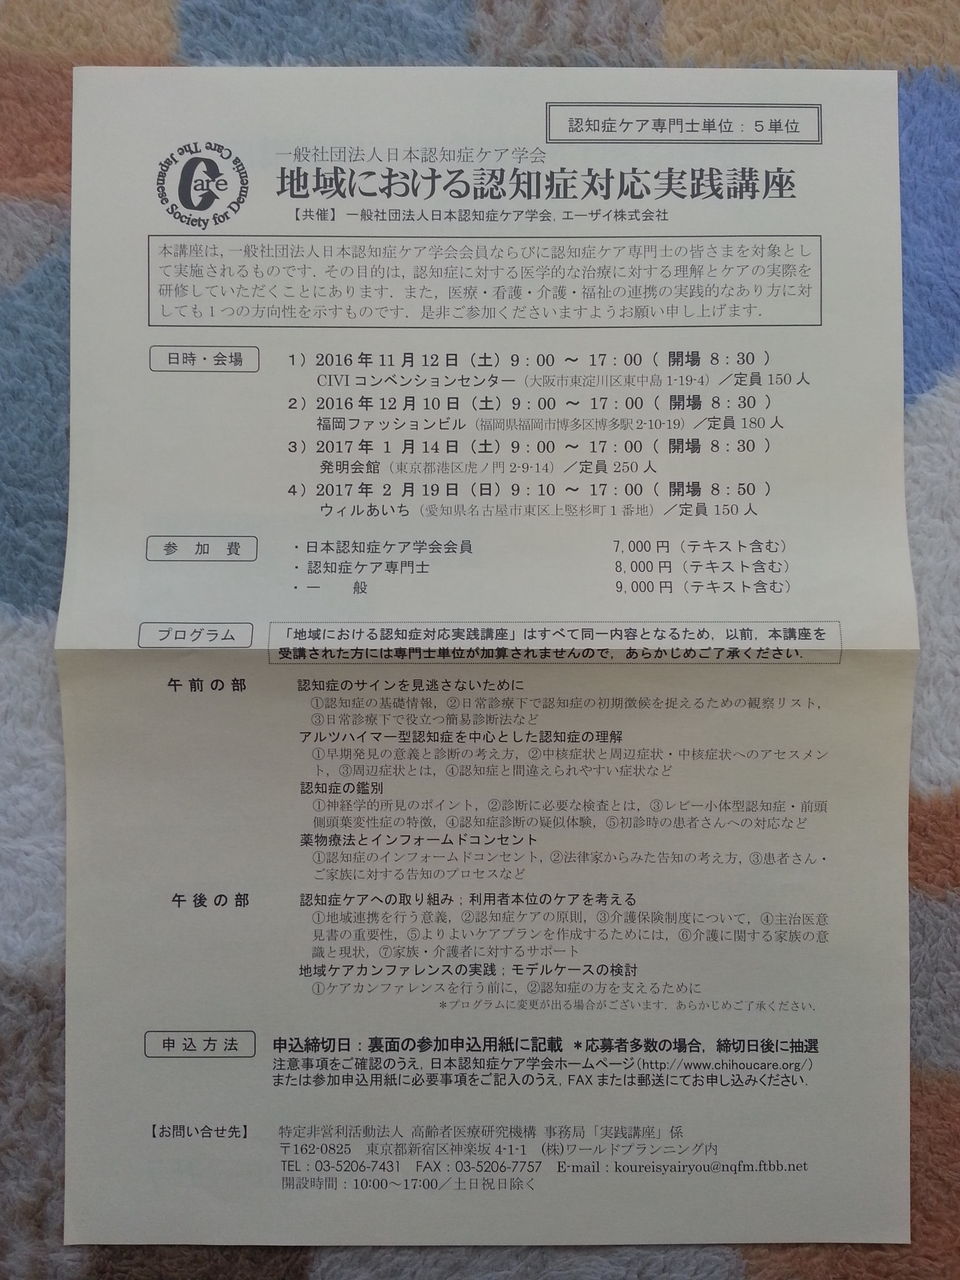 認知症ケア専門士単位：５単位
The Japanese Society for Dementia Care
Care
一般社団法人日本認知症ケア学会
地域における認知症対応実践講座
【共催】一般社団法人日本認知症ケア学会，エーザイ株式会社
本講座は，一般社団法人日本認知症ケア学会会員ならびに認知症ケア専門士の皆さまを対象とし
て実施されるものです．その目的は，認知症に対する医学的な治療に対する理解とケアの実際を
研修していただくことにあります．また，医療・看護・介護・福祉の連携の実践的なあり方に対
しても１つの方向性を示すものです．是非ご参加くださいますようお願い申し上げます．
日時・会場
１）2016 年 11 月 12 日（土）9：00 ～ 17：00（ 開場 8：30 ）
CIVI コンベンションセンター（大阪市東淀川区東中島 1-19-4）／定員 150 人
２）2016 年 12 月 10 日（土）9：00 ～ 17：00（ 開場 8：30 ）
福岡ファッションビル（福岡県福岡市博多区博多駅 2-10-19）／定員 180 人
３）2017 年 1 月 14 日（土）9：00 ～ 17：00（ 開場 8：30 ）
発明会館（東京都港区虎ノ門 2-9-14）／定員 250 人
４）2017 年 2 月 19 日（日）9：10 ～ 17：00（ 開場 8：50 ）
ウィルあいち（愛知県名古屋市東区上竪杉町 1 番地）／定員 150 人
参 加 費
・日本認知症ケア学会会員 7,000 円（テキスト含む）
・認知症ケア専門士 8,000 円（テキスト含む）
・一　　般 9,000 円（テキスト含む）
プログラム
「地域における認知症対応実践講座」はすべて同一内容となるため，以前，本講座を
受講された方には専門士単位が加算されませんので，あらかじめご了承ください．
午前の部 認知症のサインを見逃さないために
①認知症の基礎情報，②日常診療下で認知症の初期徴候を捉えるための観察リスト，
③日常診療下で役立つ簡易診断法など
アルツハイマー型認知症を中心とした認知症の理解
①早期発見の意義と診断の考え方，②中核症状と周辺症状・中核症状へのアセスメン
ト，③周辺症状とは，④認知症と間違えられやすい症状など
認知症の鑑別
①神経学的所見のポイント，②診断に必要な検査とは，③レビー小体型認知症・前頭
側頭葉変性症の特徴，④認知症診断の疑似体験，⑤初診時の患者さんへの対応など
薬物療法とインフォームドコンセント
①認知症のインフォームドコンセント，②法律家からみた告知の考え方，③患者さん・
ご家族に対する告知のプロセスなど
午後の部 認知症ケアへの取り組み；利用者本位のケアを考える
①地域連携を行う意義，②認知症ケアの原則，③介護保険制度について，④主治医意
見書の重要性，⑤よりよいケアプランを作成するためには，⑥介護に関する家族の意
識と現状，⑦家族・介護者に対するサポート
地域ケアカンファレンスの実践；モデルケースの検討
①ケアカンファレンスを行う前に，②認知症の方を支えるために
＊プログラムに変更が出る場合がございます．あらかじめご了承ください．
申込方法
申込締切日：裏面の参加申込用紙に記載 ＊応募者多数の場合，締切日後に抽選
注意事項をご確認のうえ，日本認知症ケア学会ホームページ（http://www.chihoucare.org/）
または参加申込用紙に必要事項をご記入のうえ，FAX または郵送にてお申し込みください．
【お問い合せ先】 特定非営利活動法人 高齢者医療研究機構 事務局「実践講座」係
〒162-0825 東京都新宿区神楽坂 4-1-1 （株）ワールドプランニング内
TEL：03-5206-7431 FAX：03-5206-7757 E-mail：koureisyairyou@nqfm.ftbb.net
開設時間：10:00～17:00／土日祝日除く